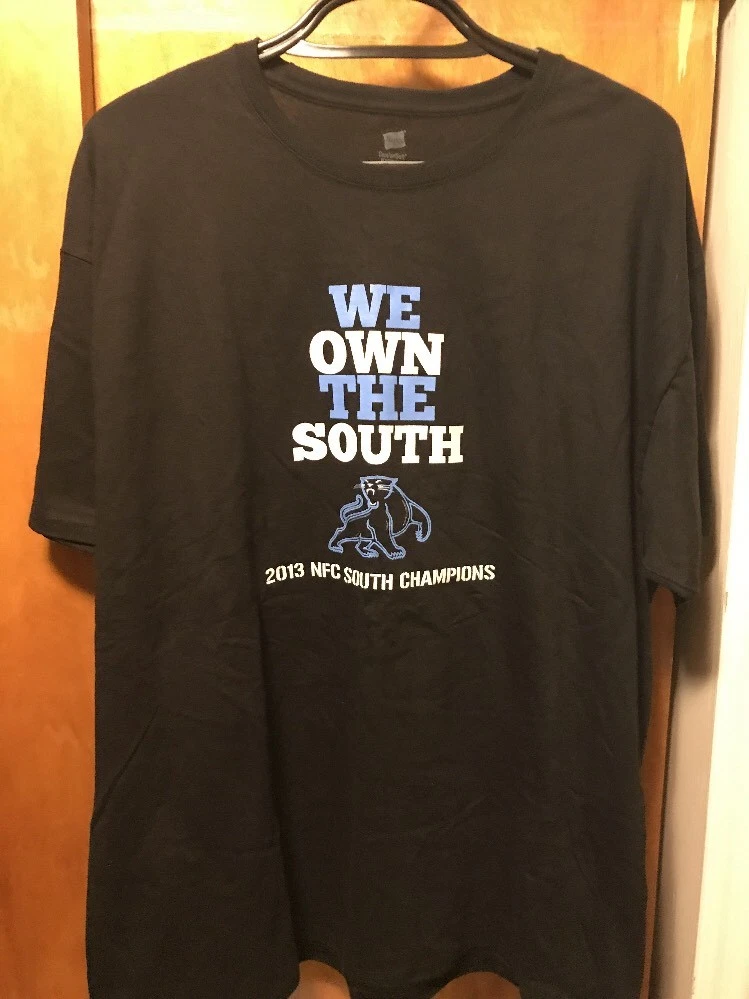 WE
OWN
THE
SOUTH
2013 NFC SOUTH CHAMPIONS